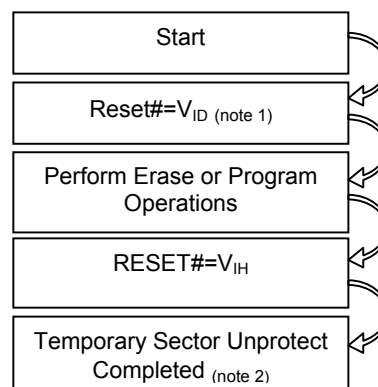 Start
Reset#=VID (note 1)
Perform Erase or Program
Operations
RESET#=VIH
Temporary Sector Unprotect
Completed (note 2)